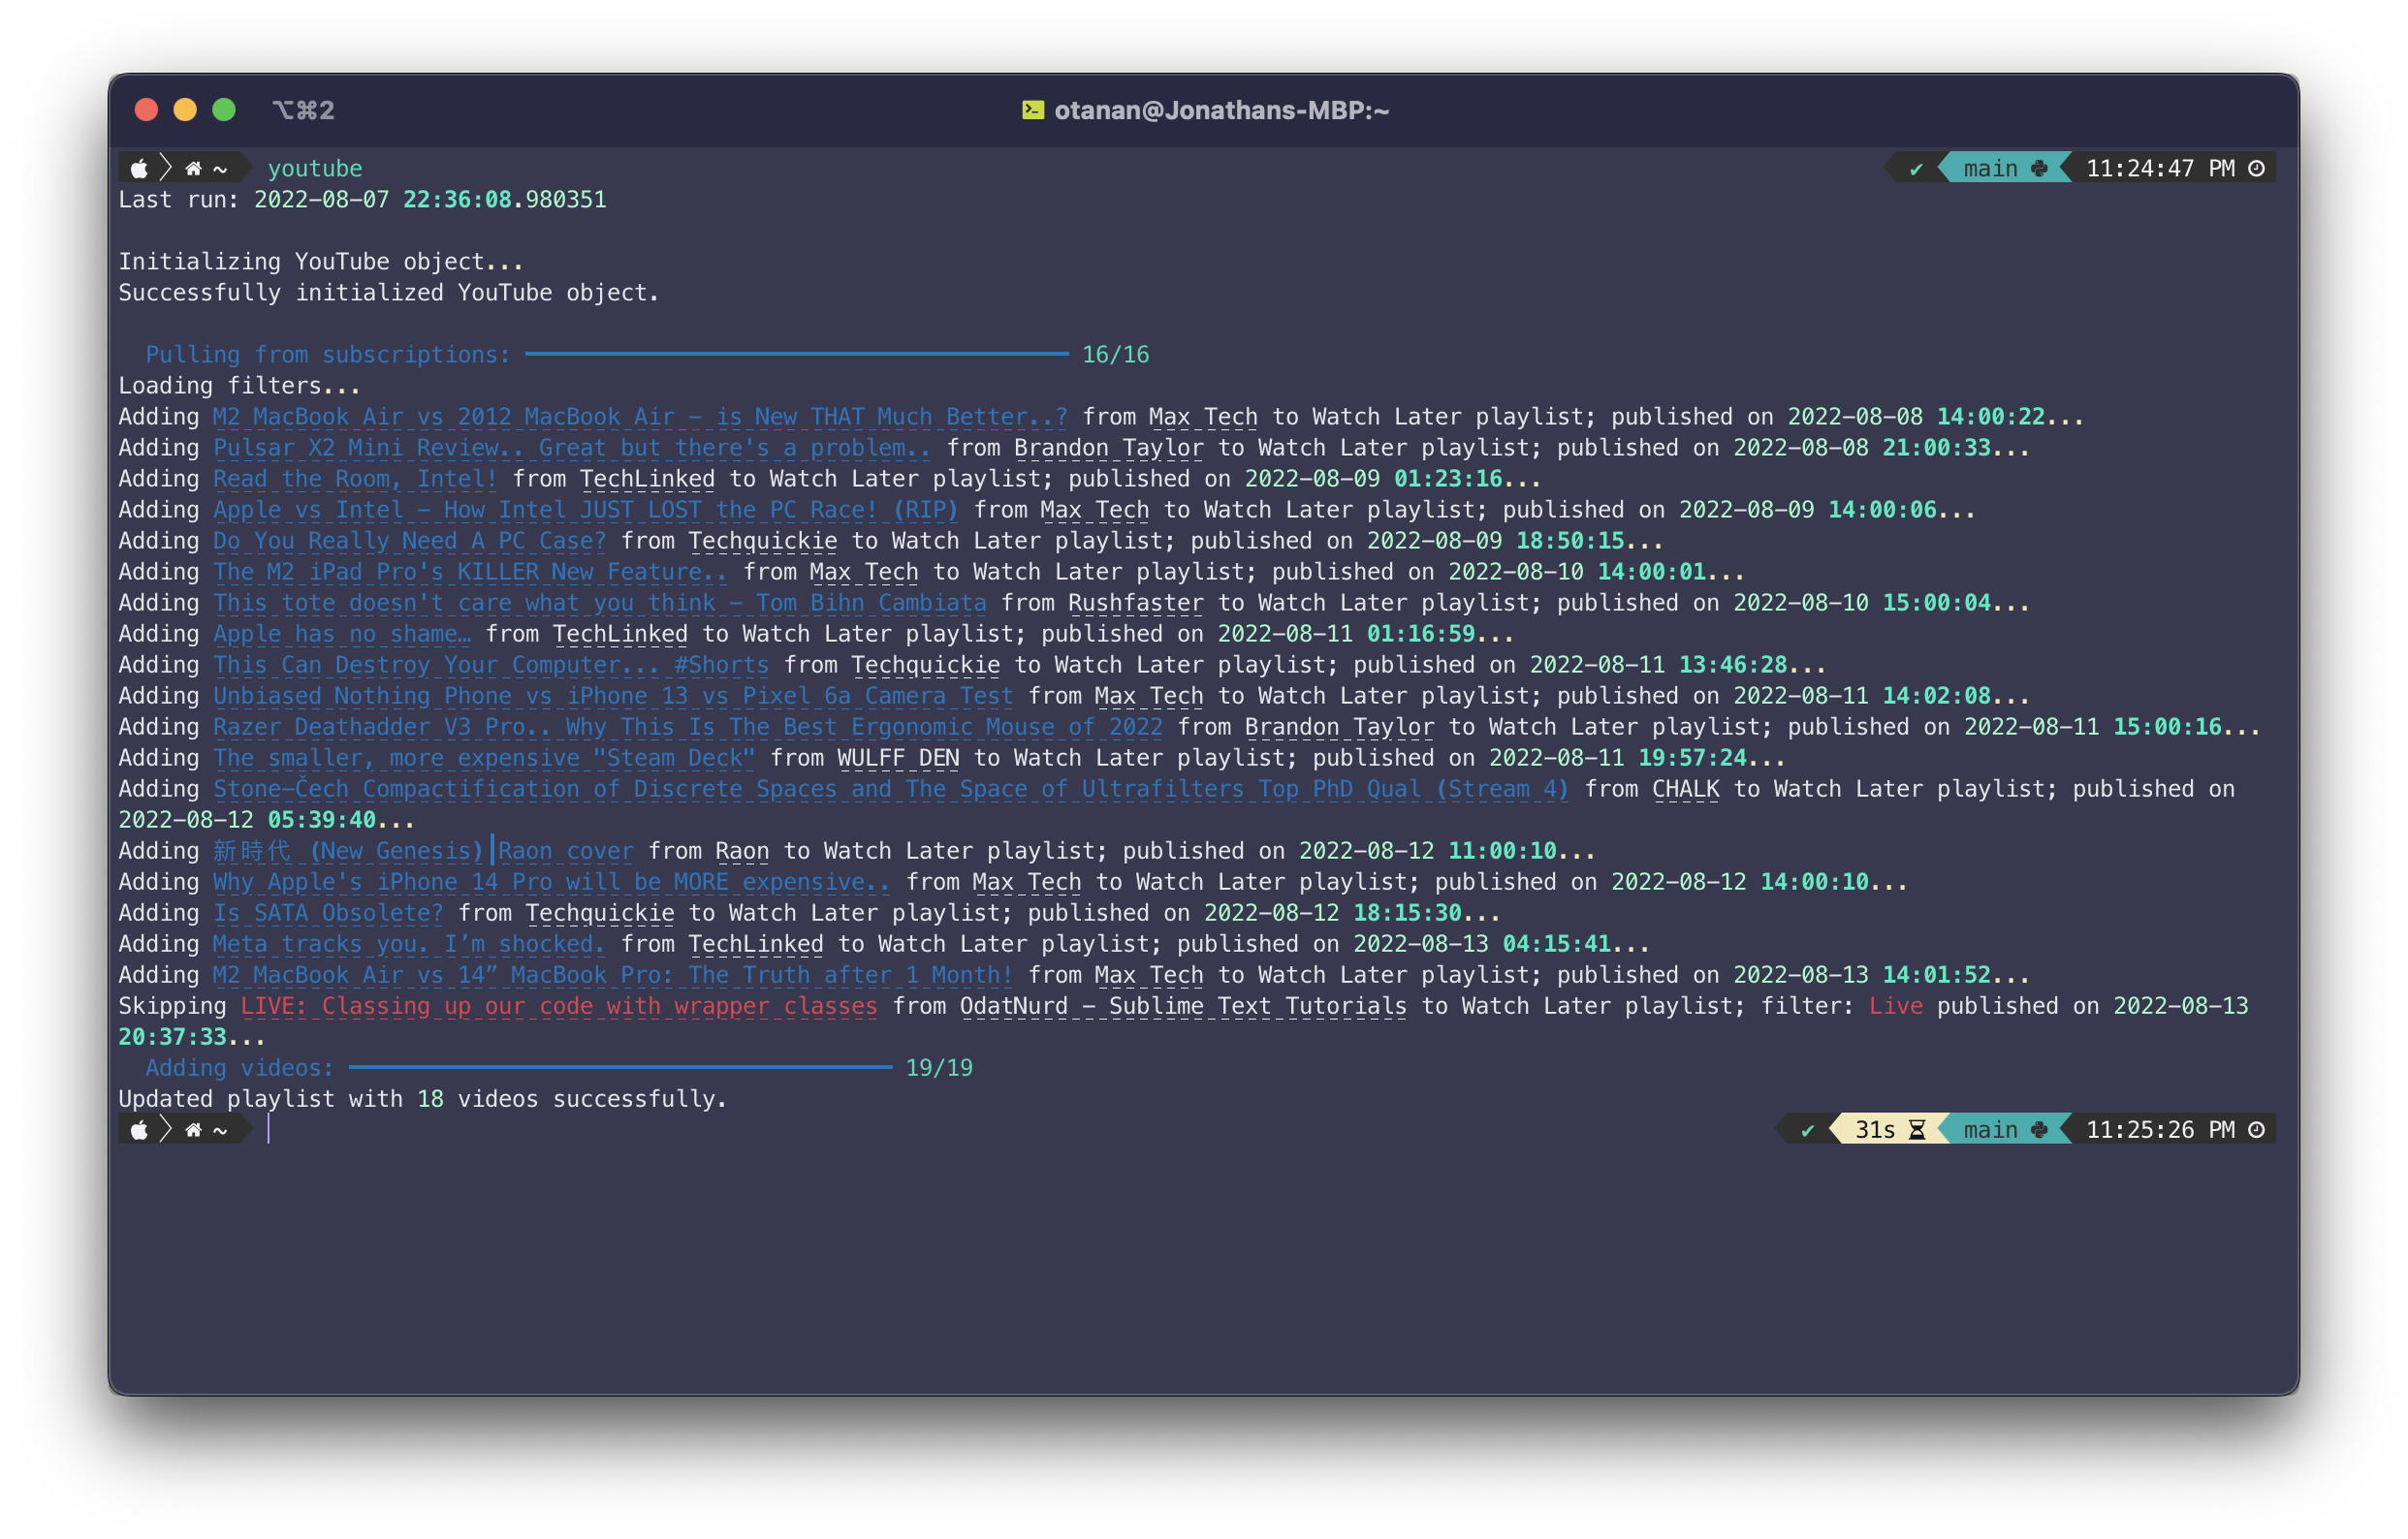 ⌥⌘2
otanan@Jonathans-MBP:~
~ youtube ✔ main 11:24:47 PM
Last run: 2022-08-07 22:36:08.980351
Initializing YouTube object...
Successfully initialized YouTube object.
Pulling from subscriptions: 16/16
Loading filters...
Adding M2 MacBook Air vs 2012 MacBook Air - is New THAT Much Better..? from Max Tech to Watch Later playlist; published on 2022-08-08 14:00:22...
Adding Pulsar X2 Mini Review.. Great but there's a problem.. from Brandon Taylor to Watch Later playlist; published on 2022-08-08 21:00:33...
Adding Read the Room, Intel! from TechLinked to Watch Later playlist; published on 2022-08-09 01:23:16...
Adding Apple vs Intel - How Intel JUST LOST the PC Race! (RIP) from Max Tech to Watch Later playlist; published on 2022-08-09 14:00:06...
Adding Do You Really Need A PC Case? from Techquickie to Watch Later playlist; published on 2022-08-09 18:50:15...
Adding The M2 iPad Pro's KILLER New Feature.. from Max Tech to Watch Later playlist; published on 2022-08-10 14:00:01...
Adding This tote doesn't care what you think - Tom Bihn Cambiata from Rushfaster to Watch Later playlist; published on 2022-08-10 15:00:04...
Adding Apple has no shame… from TechLinked to Watch Later playlist; published on 2022-08-11 01:16:59...
Adding This Can Destroy Your Computer... #Shorts from Techquickie to Watch Later playlist; published on 2022-08-11 13:46:28...
Adding Unbiased Nothing Phone vs iPhone 13 vs Pixel 6a Camera Test from Max Tech to Watch Later playlist; published on 2022-08-11 14:02:08...
Adding Razer Deathadder V3 Pro.. Why This Is The Best Ergonomic Mouse of 2022 from Brandon Taylor to Watch Later playlist; published on 2022-08-11 15:00:16...
Adding The smaller, more expensive "Steam Deck" from WULFF DEN to Watch Later playlist; published on 2022-08-11 19:57:24...
Adding Stone-Čech Compactification of Discrete Spaces and The Space of Ultrafilters Top PhD Qual (Stream 4) from CHALK to Watch Later playlist; published on
2022-08-12 05:39:40...
Adding 新時代 (New Genesis)┃Raon cover from Raon to Watch Later playlist; published on 2022-08-12 11:00:10...
Adding Why Apple's iPhone 14 Pro will be MORE expensive.. from Max Tech to Watch Later playlist; published on 2022-08-12 14:00:10...
Adding Is SATA Obsolete? from Techquickie to Watch Later playlist; published on 2022-08-12 18:15:30...
Adding Meta tracks you. I’m shocked. from TechLinked to Watch Later playlist; published on 2022-08-13 04:15:41...
Adding M2 MacBook Air vs 14” MacBook Pro: The Truth after 1 Month! from Max Tech to Watch Later playlist; published on 2022-08-13 14:01:52...
Skipping LIVE: Classing up our code with wrapper classes from OdatNurd - Sublime Text Tutorials to Watch Later playlist; filter: Live published on 2022-08-13
20:37:33...
Adding videos: 19/19
Updated playlist with 18 videos successfully.
~ ✔ 31s main 11:25:26 PM